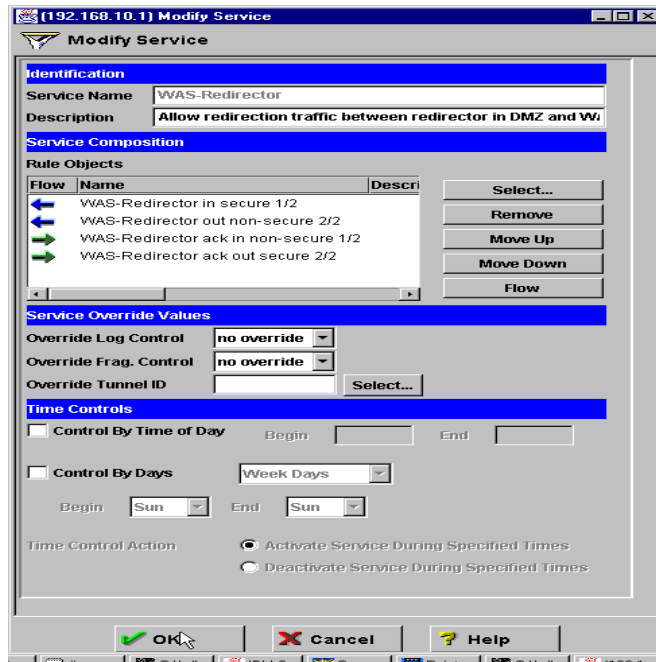 (192.168.10.1) Modify Service
Modify Service
Identification
Service Name WAS-Redirector
Description Allow redirection traffic between redirector in DMZ and
Service Composition
Rule Objects
Flow Name Descri
WAS-Redirector in secure 1/2
WAS-Redirector out non-secure 2/2
WAS-Redirector ack in non-secure 1/2
WAS-Redirector ack out secure 2/2
Select...
Remove
Move Up
Move Down
Flow
Service Override Values
Override Log Control no override
Override Frag. Control no override
Override Tunnel ID Select...
Time Controls
Control By Time of Day Begin End
Control By Days Week Days
Begin Sun End Sun
Time Control Action Activate Service During Specified Times
Deactivate Service During Specified Times
OK Cancel Help